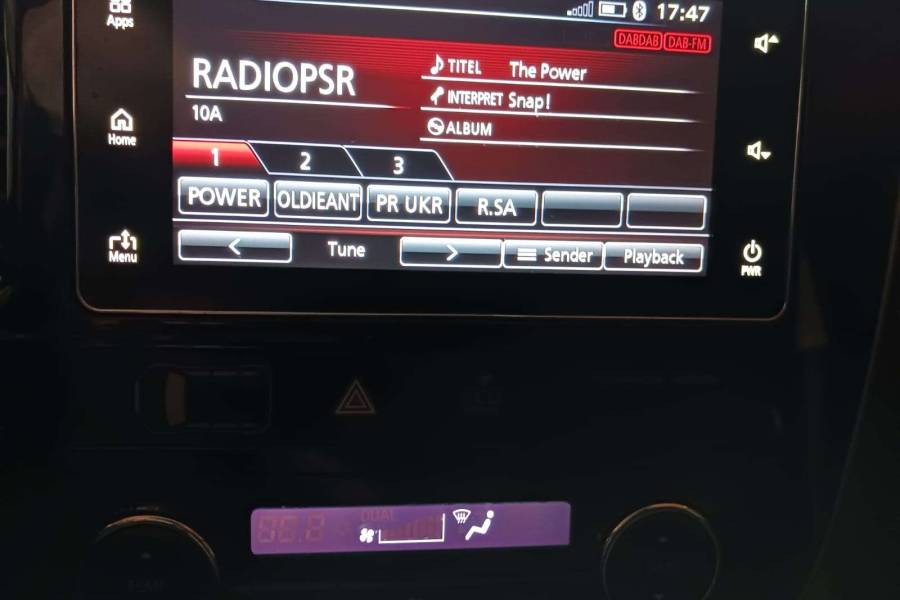 17:47
Apps
DABDAB DAB-FM
RADIOPSR
TITEL The Power
10A
INTERPRET Snap!
ALBUM
Home
1 2 3
POWER OLDIEANT PR UKR R.SA
Menu
< Tune > Sender Playback
PWR
DUAL